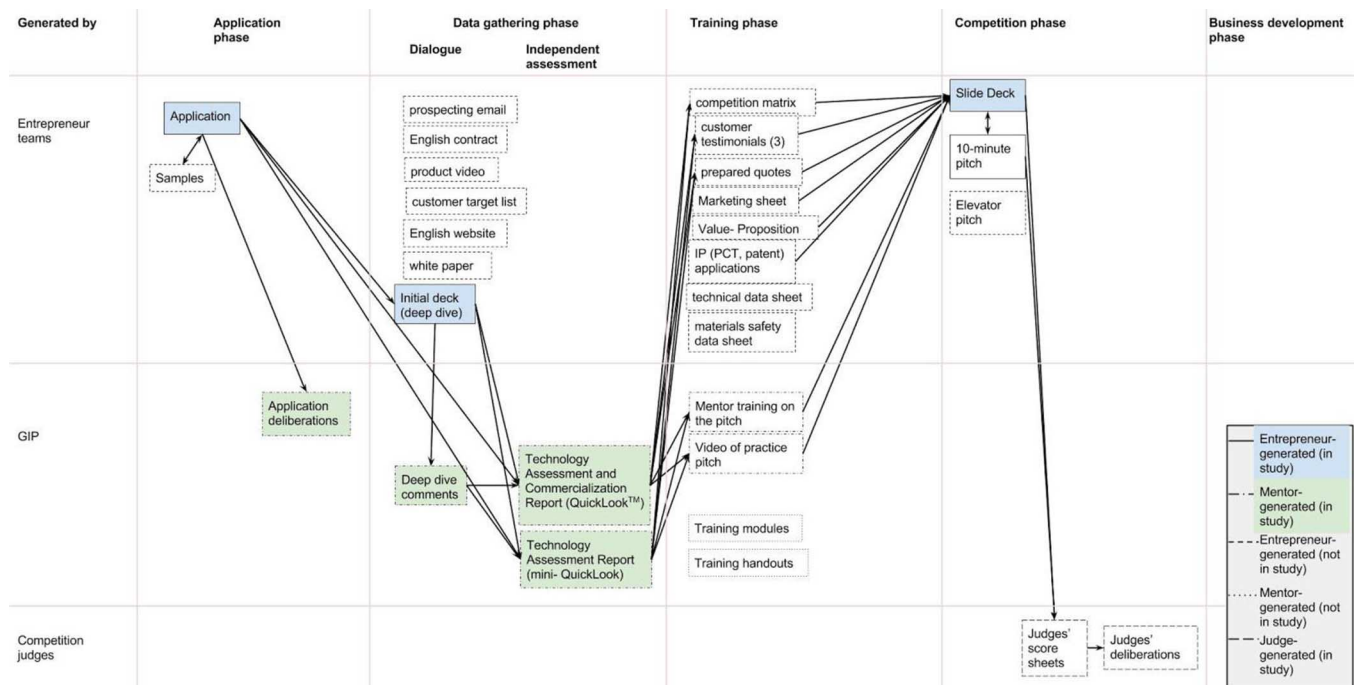 Generated by
Application
phase
Data gathering phase
Dialogue
Independent
assessment
Training phase
Competition phase
Business development
phase
Entrepreneur
teams
Application
Samples
prospecting email
English contract
product video
customer target list
English website
white paper
Initial deck
(deep dive)
competition matrix
customer
testimonials (3)
prepared quotes
Marketing sheet
Value- Proposition
IP (PCT, patent)
applications
technical data sheet
materials safety
data sheet
Slide Deck
10-minute
pitch
Elevator
pitch
GIP
Application
deliberations
Deep dive
comments
Technology
Assessment and
Commercialization
Report (QuickLook™)
Technology
Assessment Report
(mini- QuickLook)
Mentor training on
the pitch
Video of practice
pitch
Training modules
Training handouts
Competition
judges
Judges'
score
sheets
Judges'
deliberations
Entrepreneur-
generated (in
study)
Mentor-
generated (in
study)
Entrepreneur-
generated (not
in study)
Mentor-
generated (not
in study)
Judge-
generated (in
study)